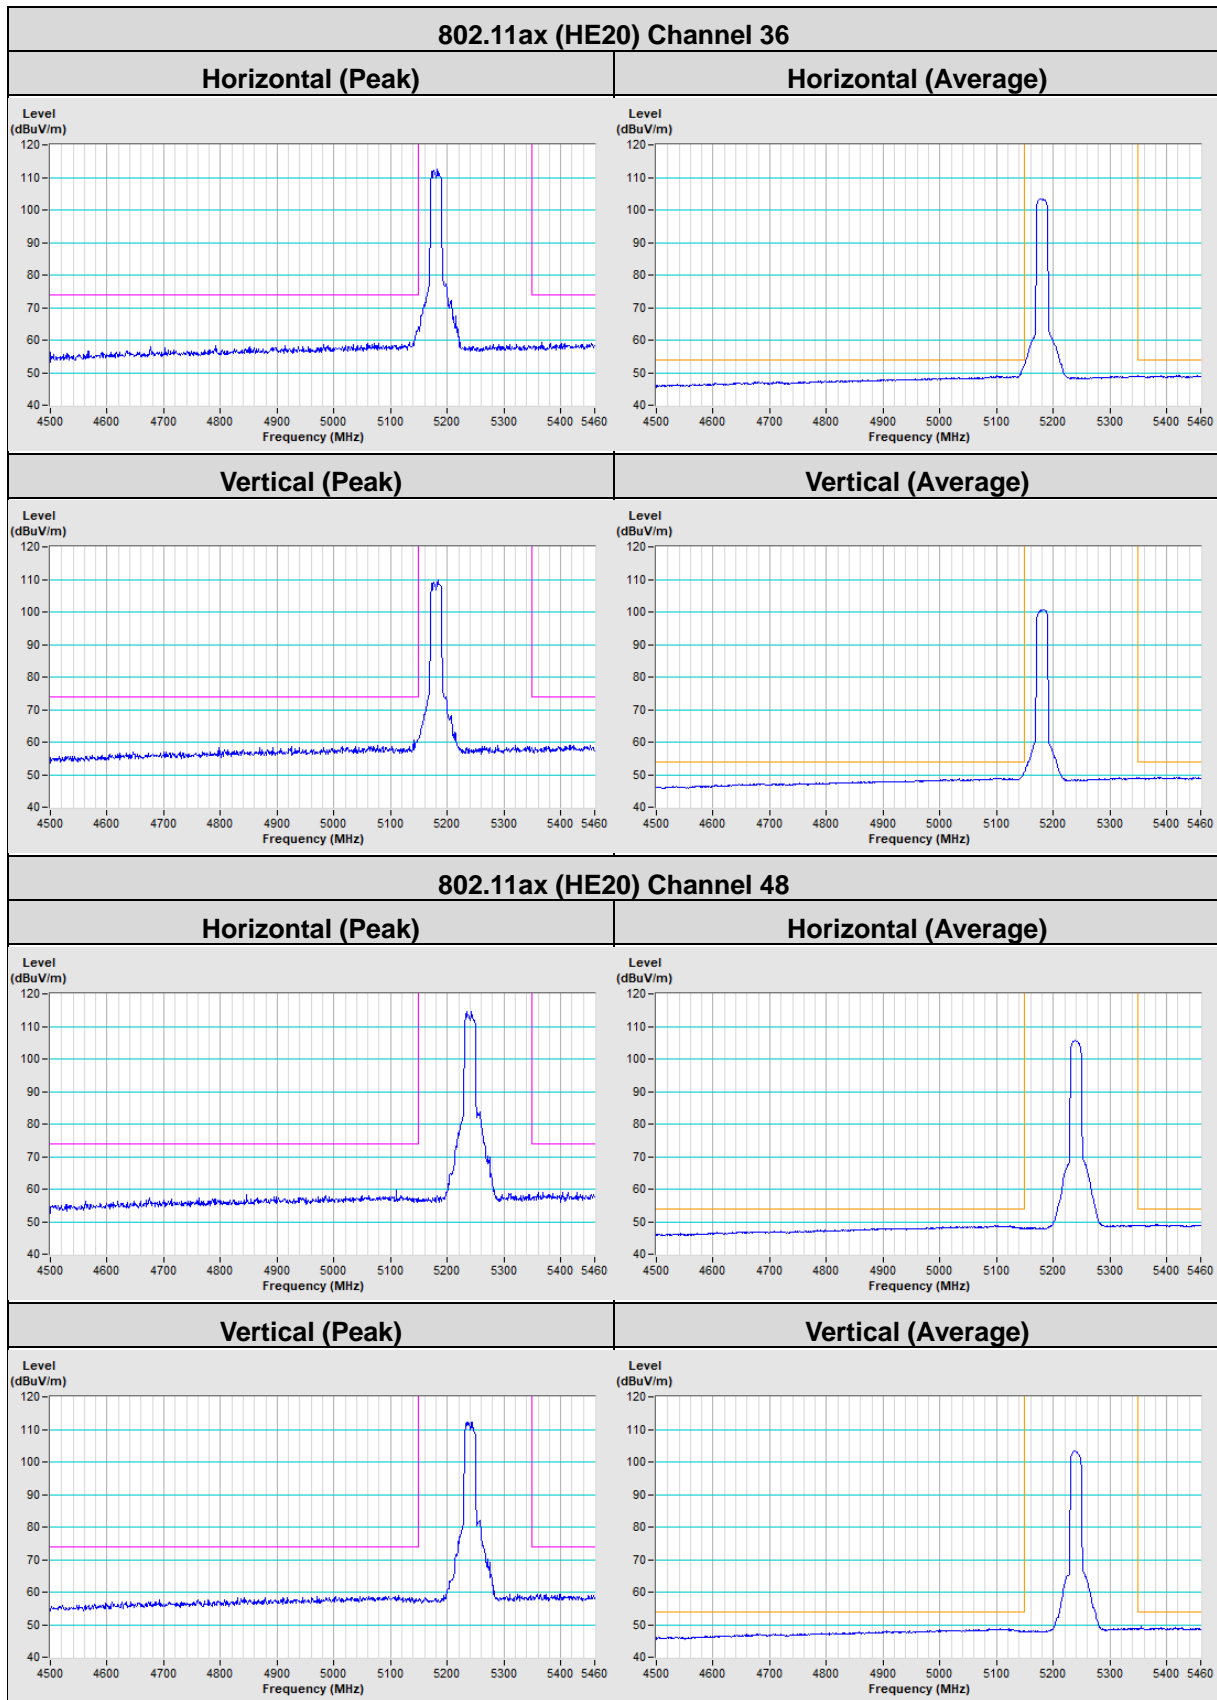 802.11ax (HE20) Channel 36
Horizontal (Peak) Horizontal (Average)
Level Level
(dBuV/m) (dBuV/m)
120 120
110 110
100 100
90 90
80 80
70 70
60 60
50 50
40 40
4500 4600 4700 4800 4900 5000 5100 5200 5300 5400 5460 4500 4600 4700 4800 4900 5000 5100 5200 5300 5400 5460
Frequency (MHz) Frequency (MHz)
Vertical (Peak) Vertical (Average)
Level Level
(dBuV/m) (dBuV/m)
120 120
110 110
100 100
90 90
80 80
70 70
60 60
50 50
40 40
4500 4600 4700 4800 4900 5000 5100 5200 5300 5400 5460 4500 4600 4700 4800 4900 5000 5100 5200 5300 5400 5460
Frequency (MHz) Frequency (MHz)
802.11ax (HE20) Channel 48
Horizontal (Peak) Horizontal (Average)
Level Level
(dBuV/m) (dBuV/m)
120 120
110 110
100 100
90 90
80 80
70 70
60 60
50 50
40 40
4500 4600 4700 4800 4900 5000 5100 5200 5300 5400 5460 4500 4600 4700 4800 4900 5000 5100 5200 5300 5400 5460
Frequency (MHz) Frequency (MHz)
Vertical (Peak) Vertical (Average)
Level Level
(dBuV/m) (dBuV/m)
120 120
110 110
100 100
90 90
80 80
70 70
60 60
50 50
40 40
4500 4600 4700 4800 4900 5000 5100 5200 5300 5400 5460 4500 4600 4700 4800 4900 5000 5100 5200 5300 5400 5460
Frequency (MHz) Frequency (MHz)